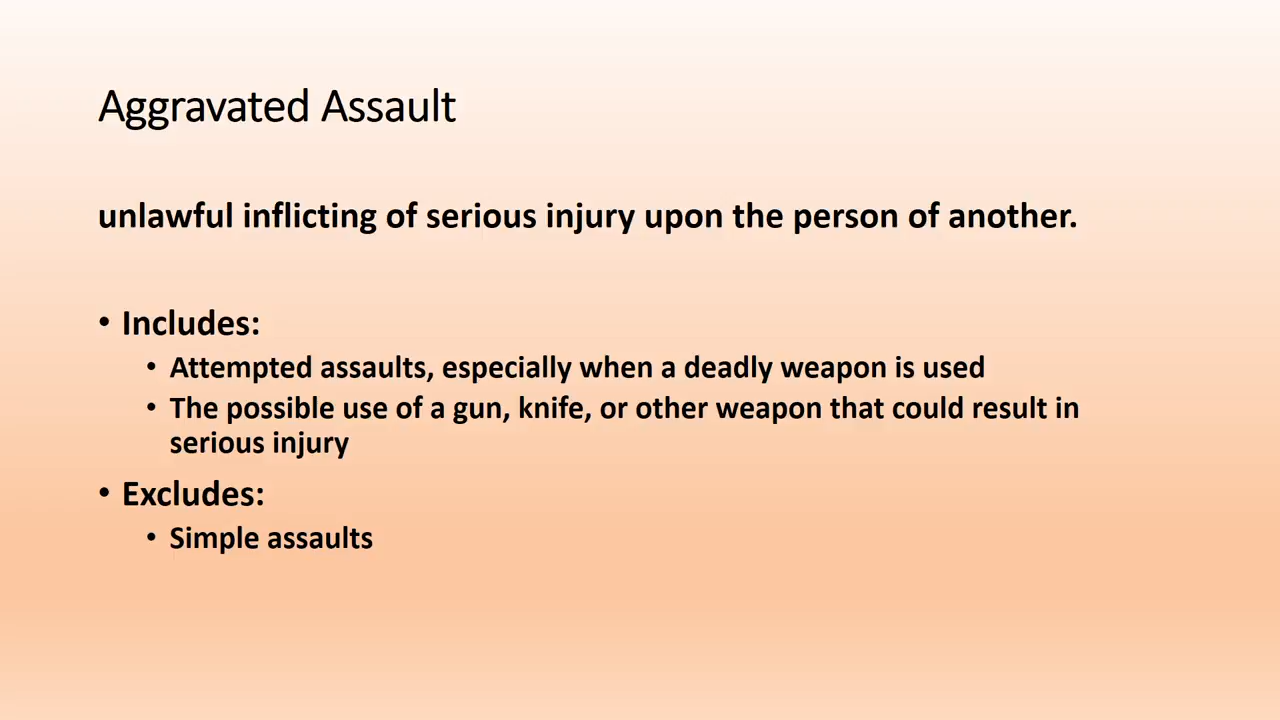 Aggravated Assault
unlawful inflicting of serious injury upon the person of another.
• Includes:
• Attempted assaults, especially when a deadly weapon is used
• The possible use of a gun, knife, or other weapon that could result in
serious injury
• Excludes:
• Simple assaults